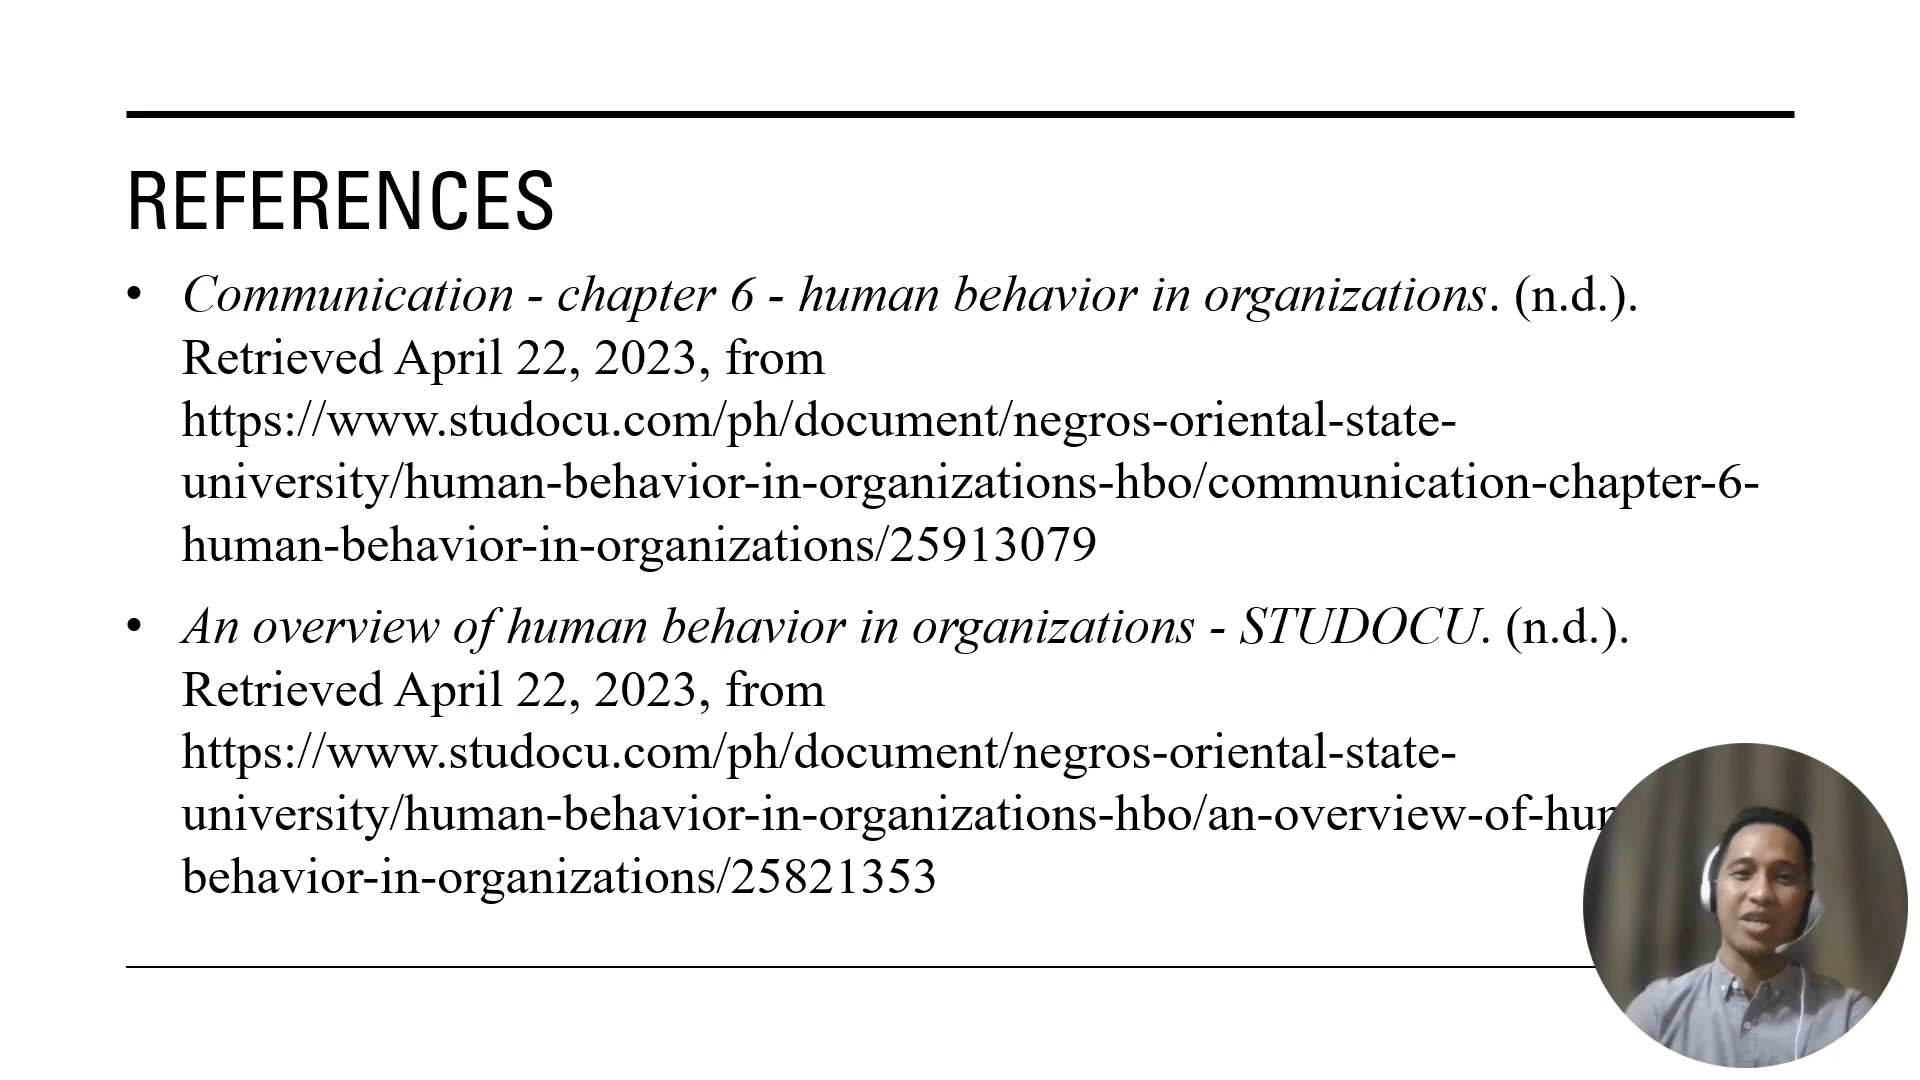 REFERENCES
• Communication - chapter 6 - human behavior in organizations. (n.d.).
Retrieved April 22, 2023, from
https://www.studocu.com/ph/document/negros-oriental-state-
university/human-behavior-in-organizations-hbo/communication-chapter-6-
human-behavior-in-organizations/25913079
• An overview of human behavior in organizations - STUDOCU. (n.d.).
Retrieved April 22, 2023, from
https://www.studocu.com/ph/document/negros-oriental-state-
university/human-behavior-in-organizations-hbo/an-overview-of-
behavior-in-organizations/25821353